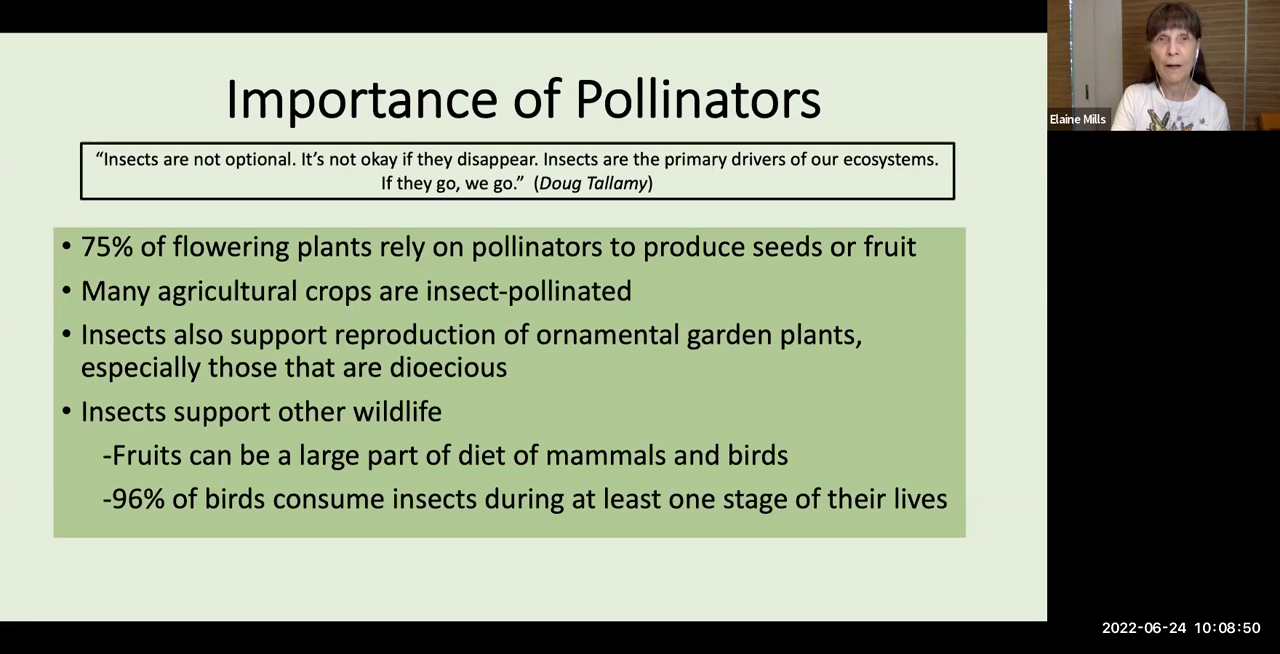 Importance of Pollinators
“Insects are not optional. It’s not okay if they disappear. Insects are the primary drivers of our ecosystems.
If they go, we go.” (Doug Tallamy)
• 75% of flowering plants rely on pollinators to produce seeds or fruit
• Many agricultural crops are insect-pollinated
• Insects also support reproduction of ornamental garden plants,
especially those that are dioecious
• Insects support other wildlife
-Fruits can be a large part of diet of mammals and birds
-96% of birds consume insects during at least one stage of their lives
Elaine Mills
2022-06-24 10:08:50